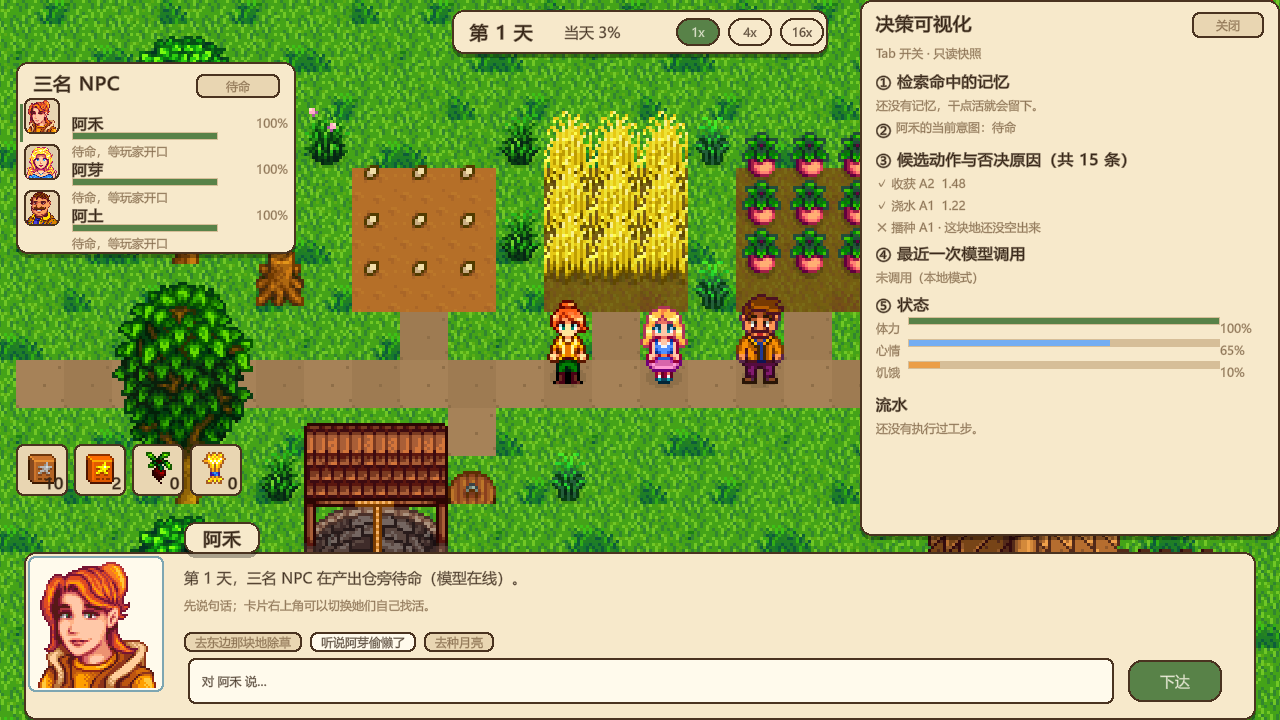 第 1 天
当天 3%
1x
4x
16x
三名 NPC
待命
阿禾
100%
待命，等玩家开口
阿芽
100%
待命，等玩家开口
阿土
100%
待命，等玩家开口
决策可视化
关闭
Tab 开关 · 只读快照
① 检索命中的记忆
还没有记忆，干点活就会留下。
② 阿禾的当前意图：待命
③ 候选动作与否决原因（共 15 条）
✓ 收获 A2 1.48
✓ 浇水 A1 1.22
✕ 播种 A1 · 这块地还没空出来
④ 最近一次模型调用
未调用（本地模式）
⑤ 状态
体力 100%
心情 65%
饥饿 10%
流水
还没有执行过工步。
10
2
0
0
阿禾
第 1 天，三名 NPC 在产出仓旁待命（模型在线）。
先说句话；卡片右上角可以切换她们自己找活。
去东边那块地除草
听说阿芽偷懒了
去种月亮
对 阿禾 说...
下达